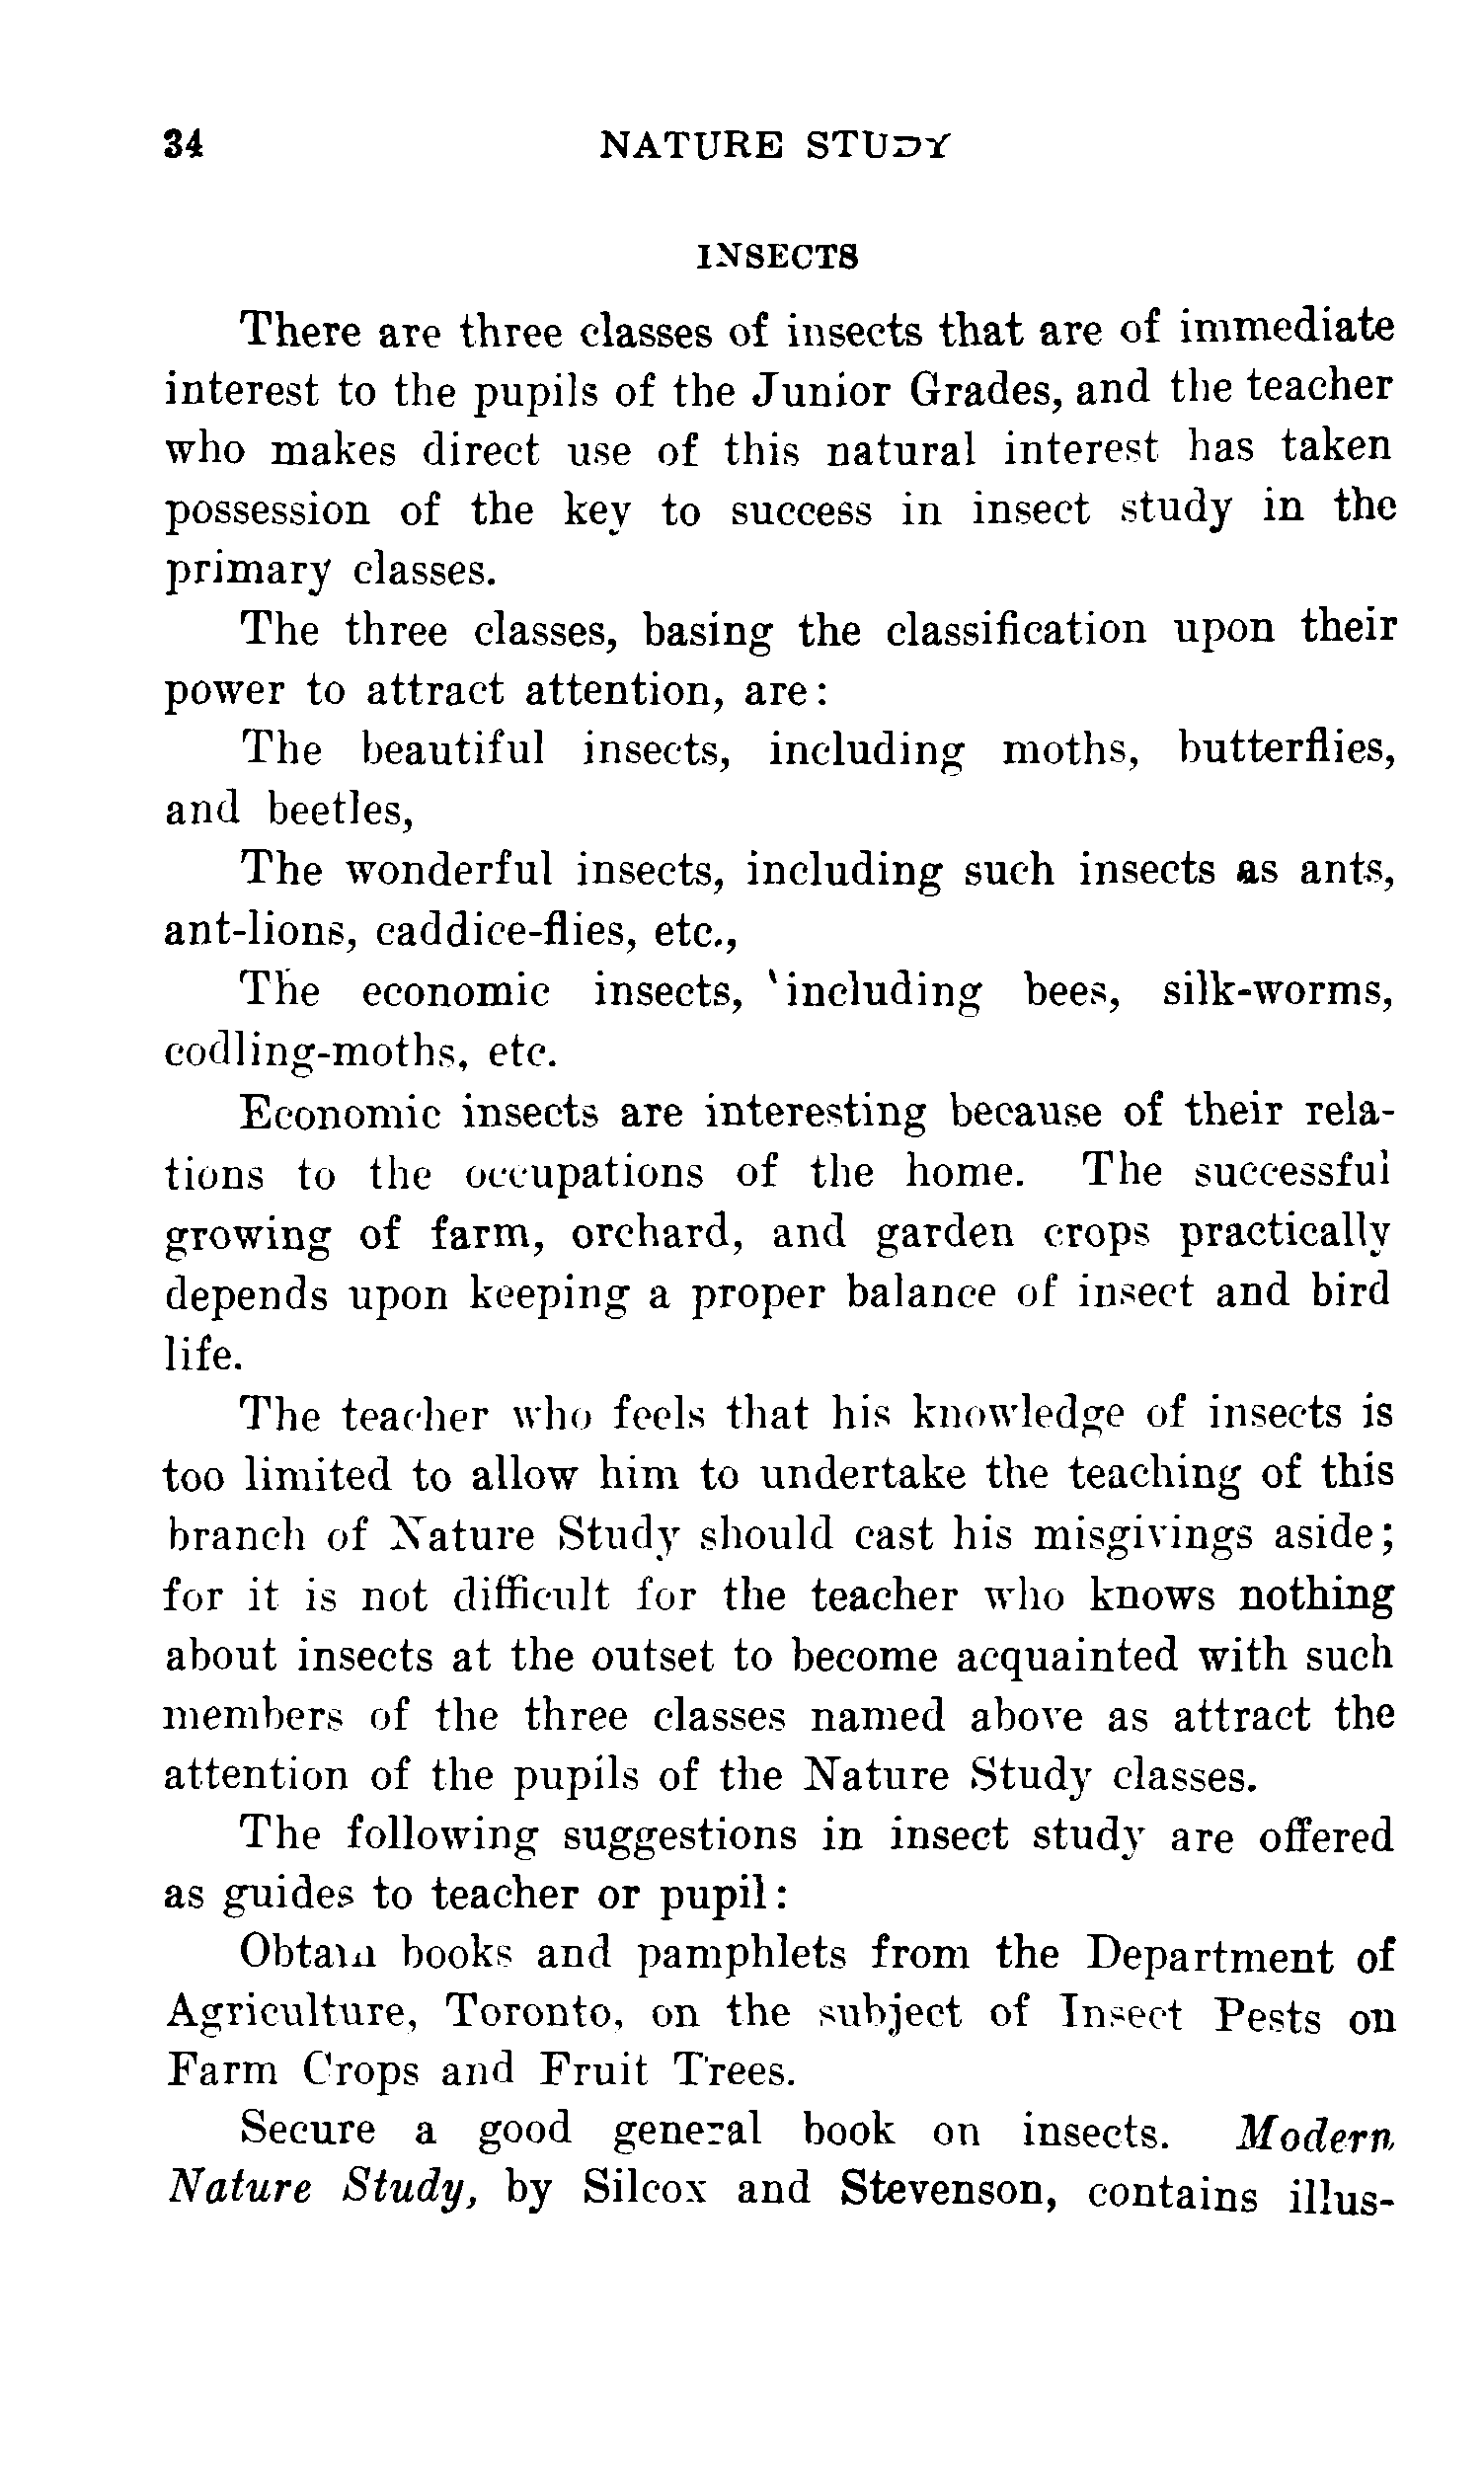 34 NATURE STUDY
INSECTS
There are three classes of insects that are of immediate
interest to the pupils of the Junior Grades, and the teacher
who makes direct use of this natural interest has taken
possession of the key to success in insect study in the
primary classes.
The three classes, basing the classification upon their
power to attract attention, are:
The beautiful insects, including moths, butterflies,
and beetles,
The wonderful insects, including such insects as ants,
ant-lions, caddice-flies, etc.,
The economic insects, including bees, silk-worms,
codling-moths, etc.
Economic insects are interesting because of their rela-
tions to the occupations of the home. The successful
growing of farm, orchard, and garden crops practically
depends upon keeping a proper balance of insect and bird
life.
The teacher who feels that his knowledge of insects is
too limited to allow him to undertake the teaching of this
branch of Nature Study should cast his misgivings aside;
for it is not difficult for the teacher who knows nothing
about insects at the outset to become acquainted with such
members of the three classes named above as attract the
attention of the pupils of the Nature Study classes.
The following suggestions in insect study are offered
as guides to teacher or pupil:
Obtain books and pamphlets from the Department of
Agriculture, Toronto, on the subject of Insect Pests on
Farm Crops and Fruit Trees.
Secure a good general book on insects. Modern
Nature Study, by Silcox and Stevenson, contains illus-